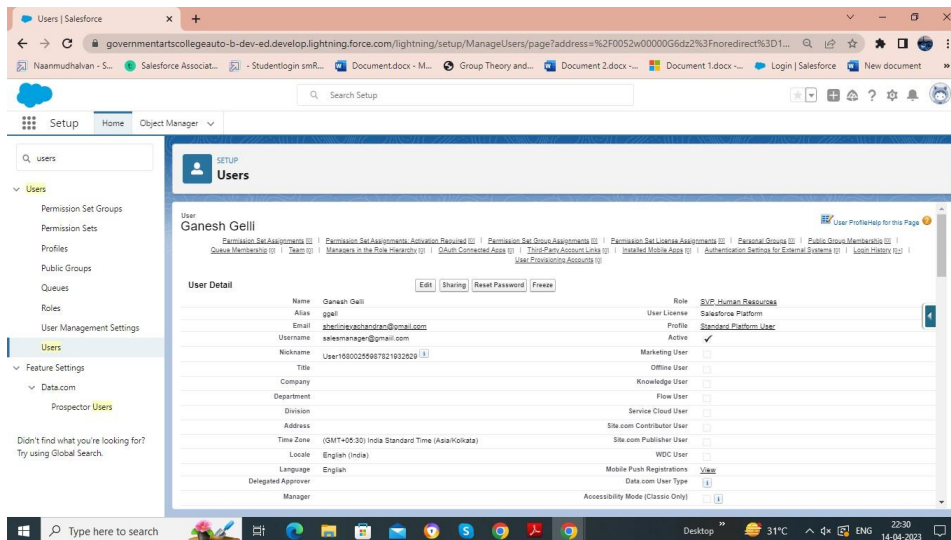 Users | Salesforce
governmentartscollegeauto-b-dev-ed.develop.lightning.force.com/lightning/setup/ManageUsers/page?address=%2F0052w00000G6dz2%3Fnoredirect%3D1...
Naanmudhalvan - S... Salesforce Associat... - Studentlogin smR... Document.docx - M... Group Theory and... Document 2.docx -... Document 1.docx -... Login | Salesforce New document »
Search Setup
Setup Home Object Manager
users
SETUP
Users
Users
Permission Set Groups
Permission Sets
Profiles
Public Groups
Queues
Roles
User Management Settings
Users
Feature Settings
Data.com
Prospector Users
Didn't find what you're looking for?
Try using Global Search.
User
Ganesh Gelli
User Profile Help for this Page
Permission Set Assignments [0] | Permission Set Assignments: Activation Required [0] | Permission Set Group Assignments [0] | Permission Set License Assignments [0] | Personal Groups [0] | Public Group Membership [0] |
Queue Membership [0] | Team [0] | Managers in the Role Hierarchy [0] | OAuth Connected Apps [0] | Third-Party Account Links [0] | Installed Mobile Apps [0] | Authentication Settings for External Systems [0] | Login History [0+] |
User Provisioning Accounts [0]
User Detail Edit Sharing Reset Password Freeze
Name Ganesh Gelli Role SVP, Human Resources
Alias ggell User License Salesforce Platform
Email sherlinjeyachandran@gmail.com Profile Standard Platform User
Username salesmanager@gmaiil.com Active ✓
Nickname Marketing User
Title Offline User
Company Knowledge User
Department Flow User
Division Service Cloud User
Address Site.com Contributor User
Time Zone (GMT+05:30) India Standard Time (Asia/Kolkata) Site.com Publisher User
Locale English (India) WDC User
Language English Mobile Push Registrations View
Delegated Approver Data.com User Type i
Manager Accessibility Mode (Classic Only) i
Type here to search Desktop » 31°C ENG 22:30
14-04-2023